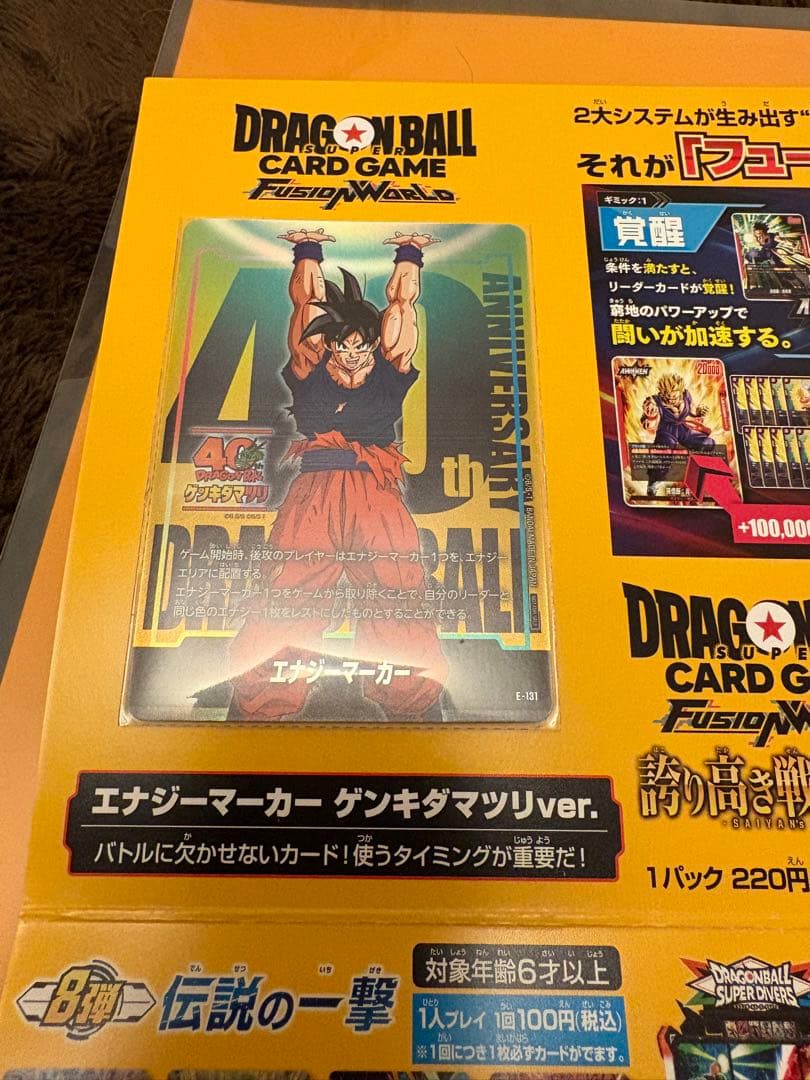 DRAGON BALL
SUPER
CARD GAME
FUSION WORLD
40th
ANNIVERSARY
DRAGON BALL
40th
DRAGON BALL
ゲンキダマツリ
ゲーム開始時、後攻のプレイヤーはエナジーマーカー1つを、エナジー
エリアに配置する。
エナジーマーカー1つをゲームから取り除くことで、自分のリーダーと
同じ色のエナジー1枚をレストにしたものとすることができる。
エナジーマーカー
E-131
エナジーマーカー ゲンキダマツリver.
バトルに欠かせないカード!使うタイミングが重要だ!
2大システムが生み出す“
それが「フュー
ギミック:1
覚醒
条件を満たすと、
リーダーカードが覚醒!
窮地のパワーアップで
闘いが加速する。
AWAKEN
20000
+100,000
DRAGON
SUPER
CARD G
FUSION W
誇り高き戦
-SAIYAN's
1パック 220円
8弾
伝説の一撃
対象年齢6才以上
1人プレイ 1回100円(税込)
※1回につき1枚必ずカードがでます。
DRAGONBALL
SUPER DIVERS